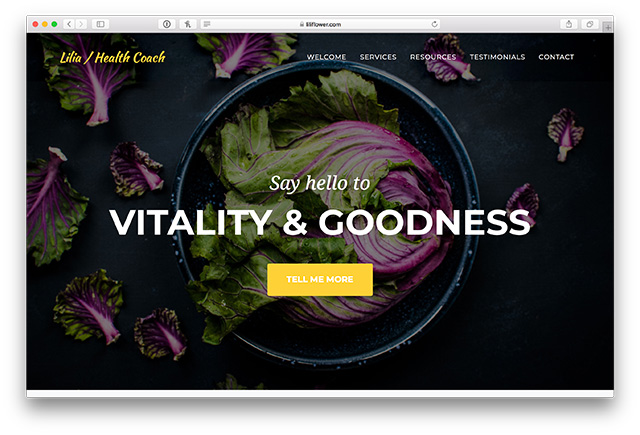 liliflower.com
Lilia / Health Coach
WELCOME SERVICES RESOURCES TESTIMONIALS CONTACT
Say hello to
VITALITY & GOODNESS
TELL ME MORE